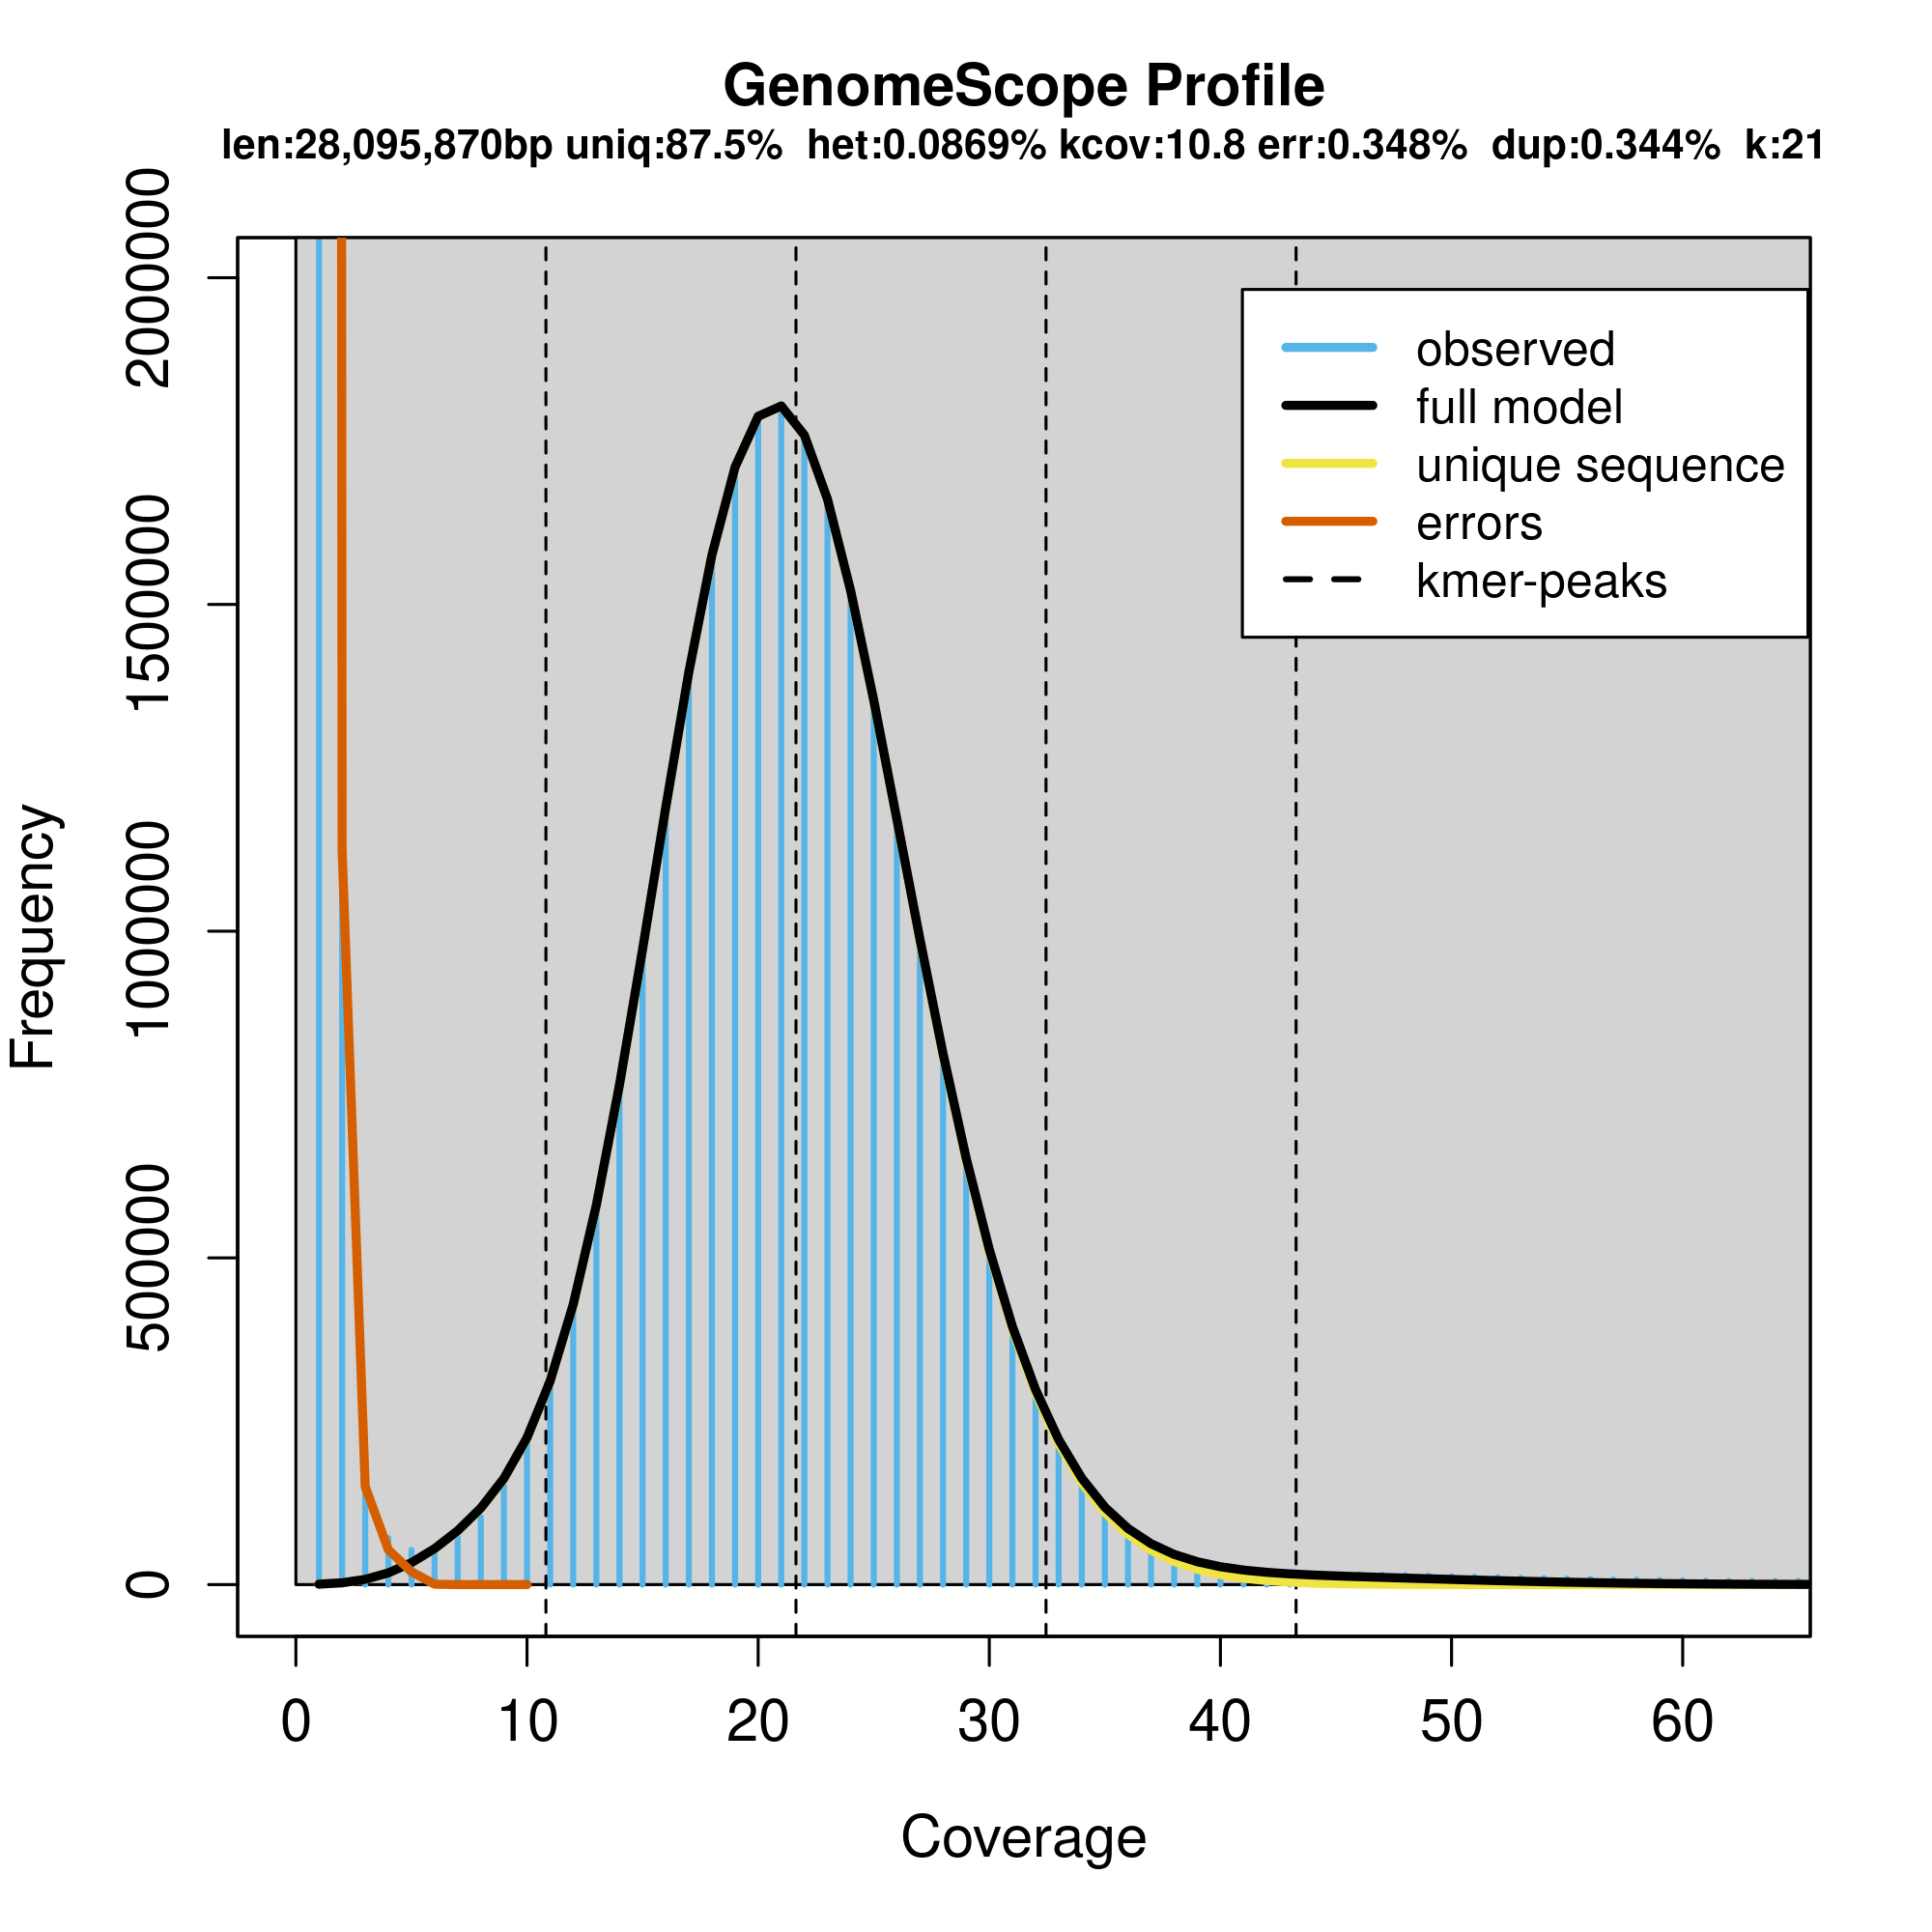 GenomeScope Profile
len:28,095,870bp uniq:87.5% het:0.0869% kcov:10.8 err:0.348% dup:0.344% k:21
Frequency
2000000
1500000
1000000
500000
0
observed
full model
unique sequence
errors
kmer-peaks
0 10 20 30 40 50 60
Coverage